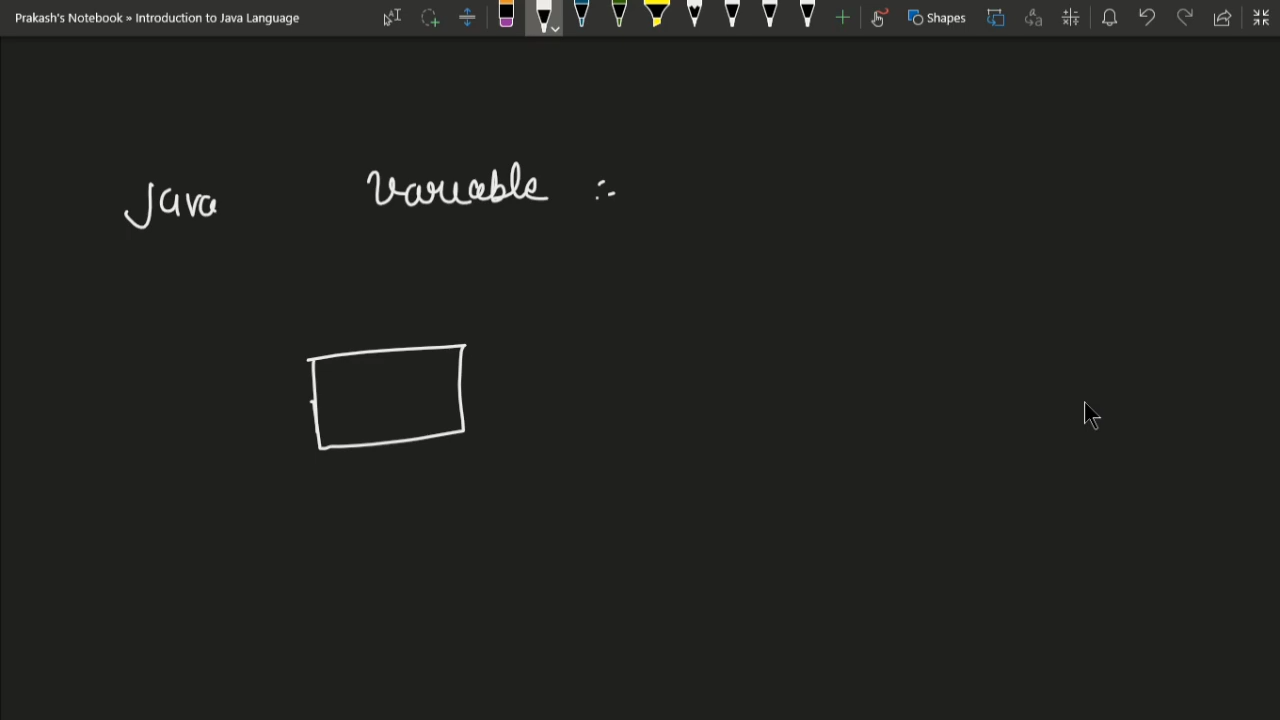 Prakash's Notebook » Introduction to Java Language
Shapes
Java Variable :-